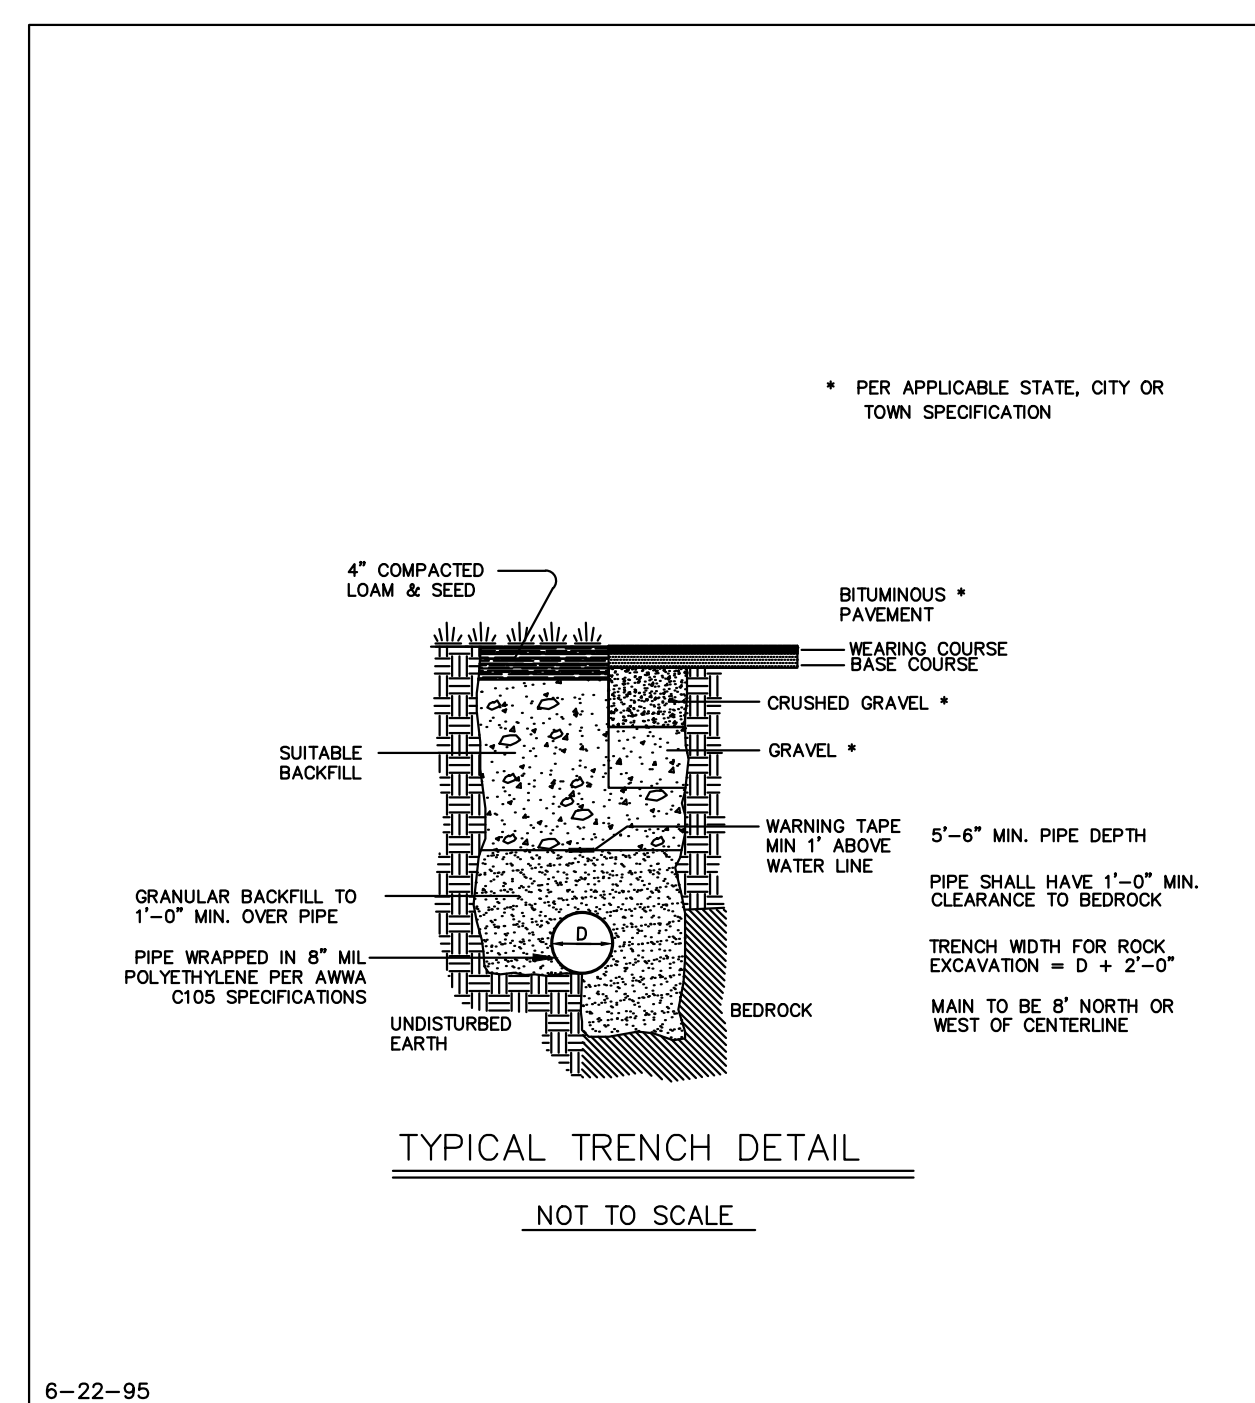 * PER APPLICABLE STATE, CITY OR
TOWN SPECIFICATION
4" COMPACTED
LOAM & SEED
BITUMINOUS *
PAVEMENT
WEARING COURSE
BASE COURSE
CRUSHED GRAVEL *
SUITABLE
BACKFILL
GRAVEL *
WARNING TAPE
MIN 1' ABOVE
WATER LINE
5'-6" MIN. PIPE DEPTH
PIPE SHALL HAVE 1'-0" MIN.
CLEARANCE TO BEDROCK
GRANULAR BACKFILL TO
1'-0" MIN. OVER PIPE
D
PIPE WRAPPED IN 8" MIL
POLYETHYLENE PER AWWA
C105 SPECIFICATIONS
TRENCH WIDTH FOR ROCK
EXCAVATION = D + 2'-0"
MAIN TO BE 8' NORTH OR
WEST OF CENTERLINE
UNDISTURBED
EARTH
BEDROCK
TYPICAL TRENCH DETAIL
NOT TO SCALE
6-22-95